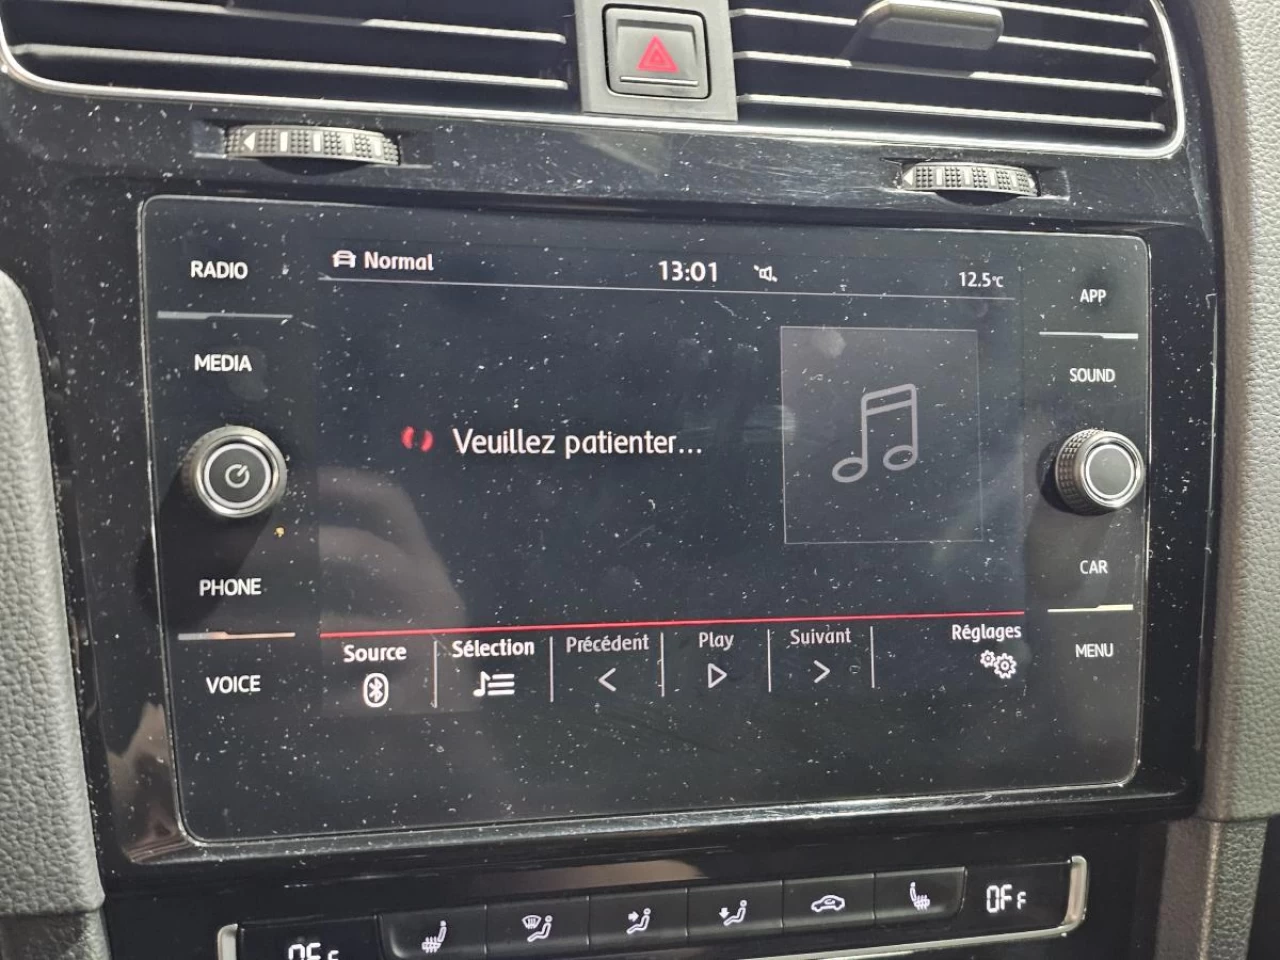 RADIO
MEDIA
PHONE
VOICE
Normal
13:01
12.5°C
Veuillez patienter...
Source
Sélection
Précédent
Play
Suivant
Réglages
APP
SOUND
CAR
MENU
OFF
OFF